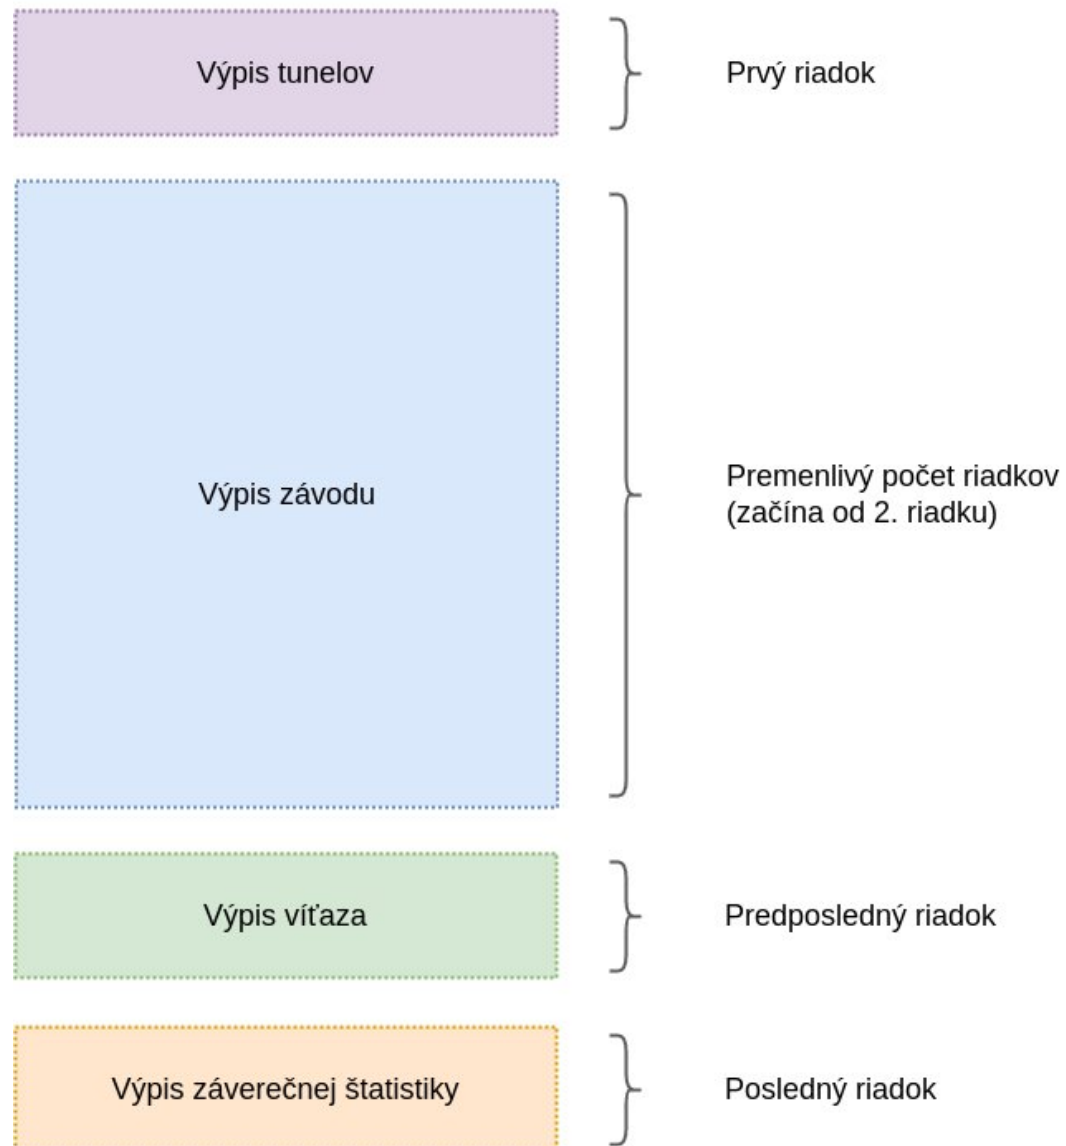 Výpis tunelov
Prvý riadok
Výpis závodu
Premenlivý počet riadkov
(začína od 2. riadku)
Výpis víťaza
Predposledný riadok
Výpis záverečnej štatistiky
Posledný riadok